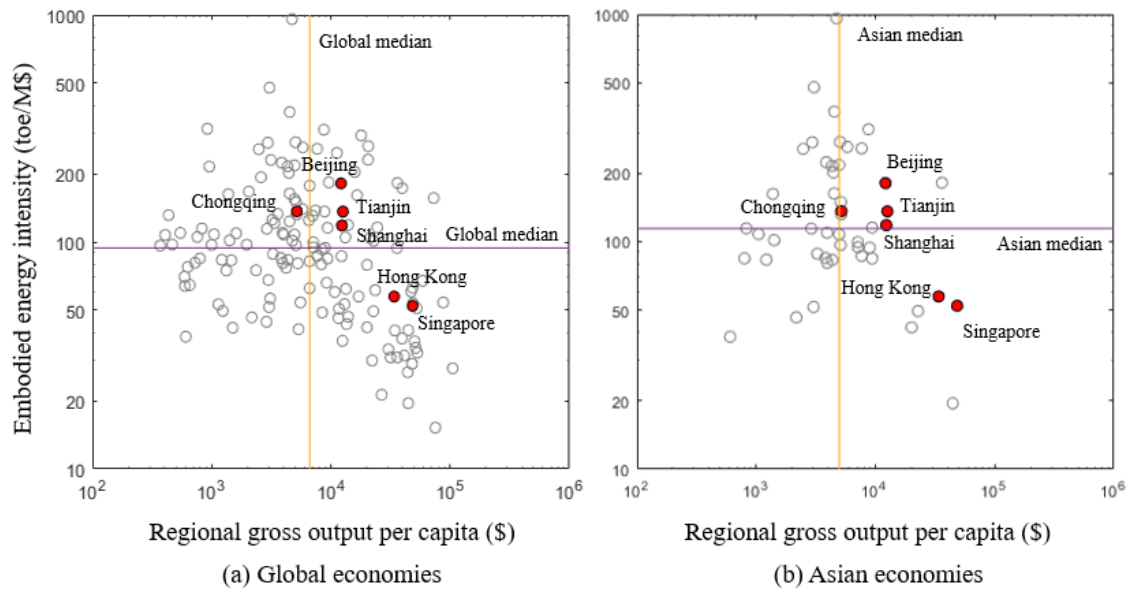 Embodied energy intensity (toe/M$)
1000
500
200
100
50
20
10
Global median
Beijing
Chongqing
Tianjin
Shanghai
Global median
Hong Kong
Singapore
10²
10³
10⁴
10⁵
10⁶
Regional gross output per capita ($)
(a) Global economies
1000
500
200
100
50
20
10
Asian median
Beijing
Chongqing
Tianjin
Shanghai
Asian median
Hong Kong
Singapore
10²
10³
10⁴
10⁵
10⁶
Regional gross output per capita ($)
(b) Asian economies